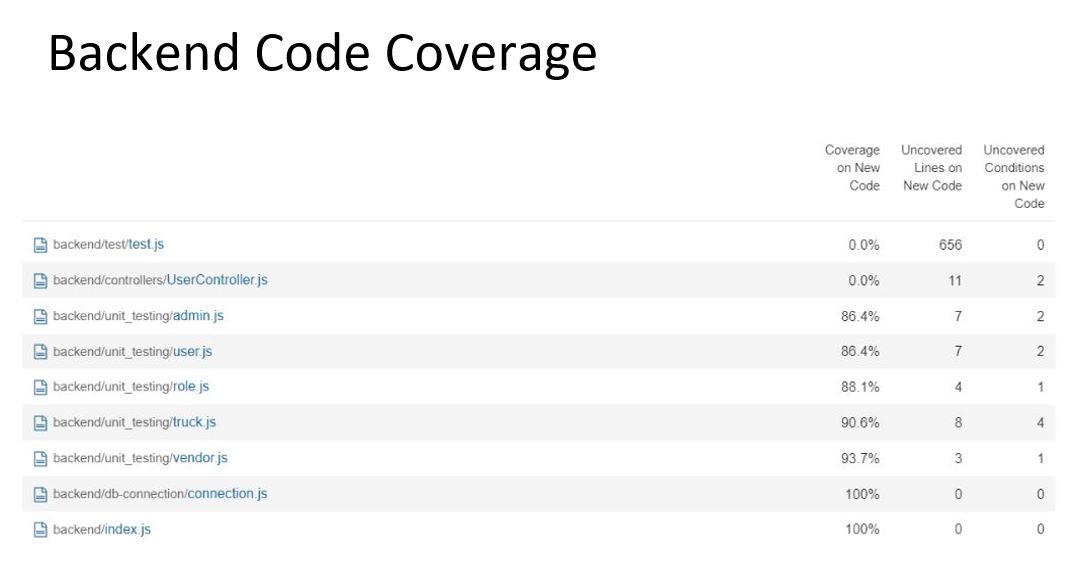 Backend Code Coverage
Coverage on New Code Uncovered Lines on New Code Uncovered Conditions on New Code
backend/test/test.js 0.0% 656 0
backend/controllers/UserController.js 0.0% 11 2
backend/unit_testing/admin.js 86.4% 7 2
backend/unit_testing/user.js 86.4% 7 2
backend/unit_testing/role.js 88.1% 4 1
backend/unit_testing/truck.js 90.6% 8 4
backend/unit_testing/vendor.js 93.7% 3 1
backend/db-connection/connection.js 100% 0 0
backend/index.js 100% 0 0